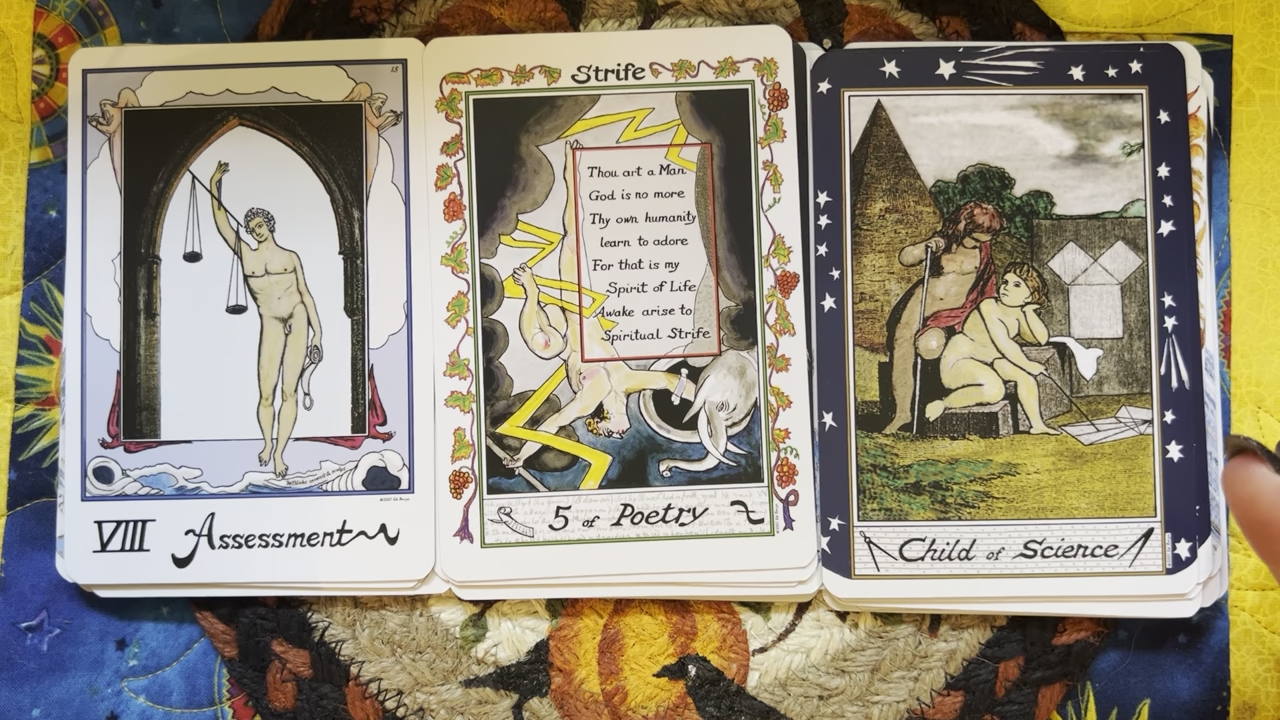 VIII Assessment
Strife
Thou art a Man
God is no more
Thy own humanity
learn to adore
For that is my
Spirit of Life
Awake arise to
Spiritual Strife
5 of Poetry
Child of Science